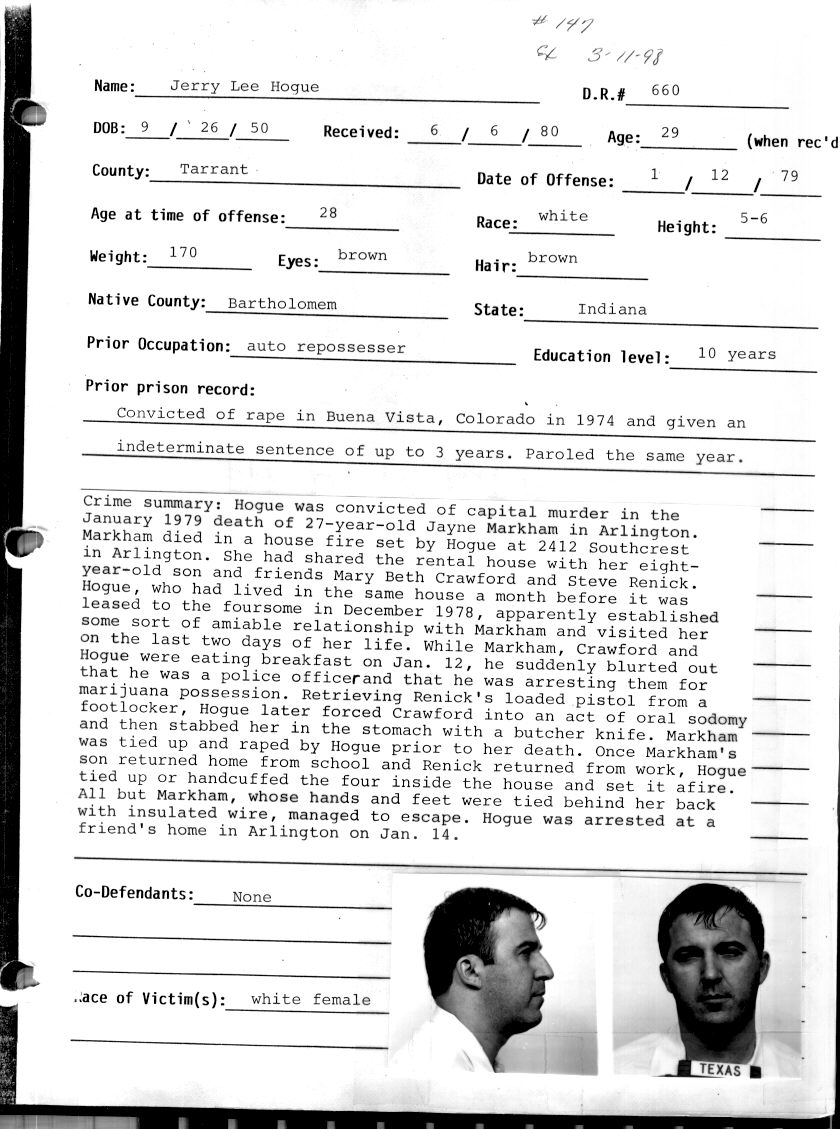 # 147
Ex 3-11-98
Name: Jerry Lee Hogue D.R.# 660
DOB: 9 / 26 / 50 Received: 6 / 6 / 80 Age: 29 (when rec'd
County: Tarrant Date of Offense: 1 / 12 / 79
Age at time of offense: 28 Race: white Height: 5-6
Weight: 170 Eyes: brown Hair: brown
Native County: Bartholomem State: Indiana
Prior Occupation: auto repossesser Education level: 10 years
Prior prison record:
Convicted of rape in Buena Vista, Colorado in 1974 and given an
indeterminate sentence of up to 3 years. Paroled the same year.
Crime summary: Hogue was convicted of capital murder in the
January 1979 death of 27-year-old Jayne Markham in Arlington.
Markham died in a house fire set by Hogue at 2412 Southcrest
in Arlington. She had shared the rental house with her eight-
year-old son and friends Mary Beth Crawford and Steve Renick.
Hogue, who had lived in the same house a month before it was
leased to the foursome in December 1978, apparently established
some sort of amiable relationship with Markham and visited her
on the last two days of her life. While Markham, Crawford and
Hogue were eating breakfast on Jan. 12, he suddenly blurted out
that he was a police officer and that he was arresting them for
marijuana possession. Retrieving Renick's loaded pistol from a
footlocker, Hogue later forced Crawford into an act of oral sodomy
and then stabbed her in the stomach with a butcher knife. Markham
was tied up and raped by Hogue prior to her death. Once Markham's
son returned home from school and Renick returned from work, Hogue
tied up or handcuffed the four inside the house and set it afire.
All but Markham, whose hands and feet were tied behind her back
with insulated wire, managed to escape. Hogue was arrested at a
friend's home in Arlington on Jan. 14.
Co-Defendants: None
ace of Victim(s): white female
TEXAS